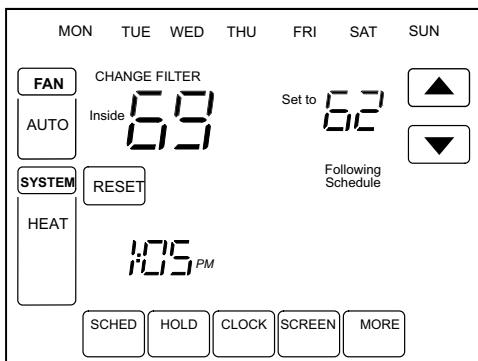 MON TUE WED THU FRI SAT SUN
FAN
AUTO
CHANGE FILTER
Inside 69
Set to 62
Following
Schedule
SYSTEM
HEAT
RESET
1:05 PM
SCHED HOLD CLOCK SCREEN MORE